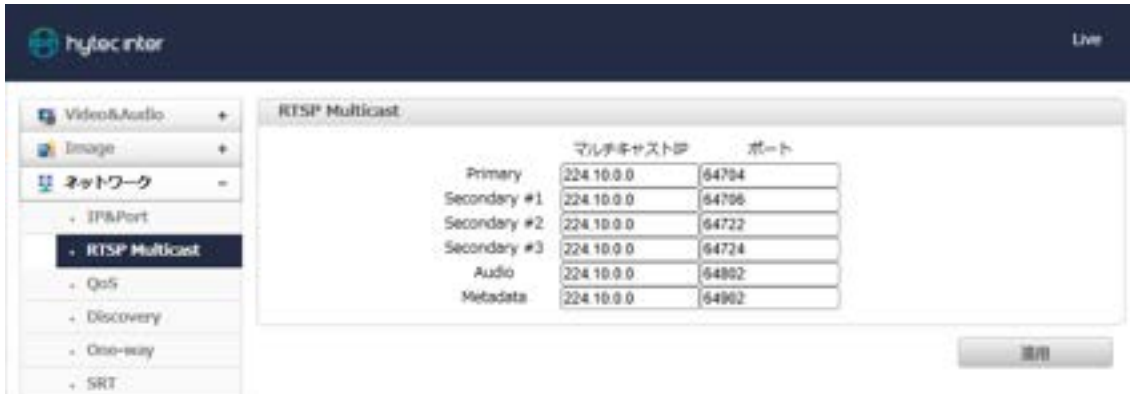 hytec inter
Live
Video&Audio +
Image +
ネットワーク -
IP&Port
RTSP Multicast
QoS
Discovery
One-way
SRT
RTSP Multicast
マルチキャストIP ポート
Primary 224.10.0.0 64704
Secondary #1 224.10.0.0 64706
Secondary #2 224.10.0.0 64722
Secondary #3 224.10.0.0 64724
Audio 224.10.0.0 64802
Metadata 224.10.0.0 64902
適用